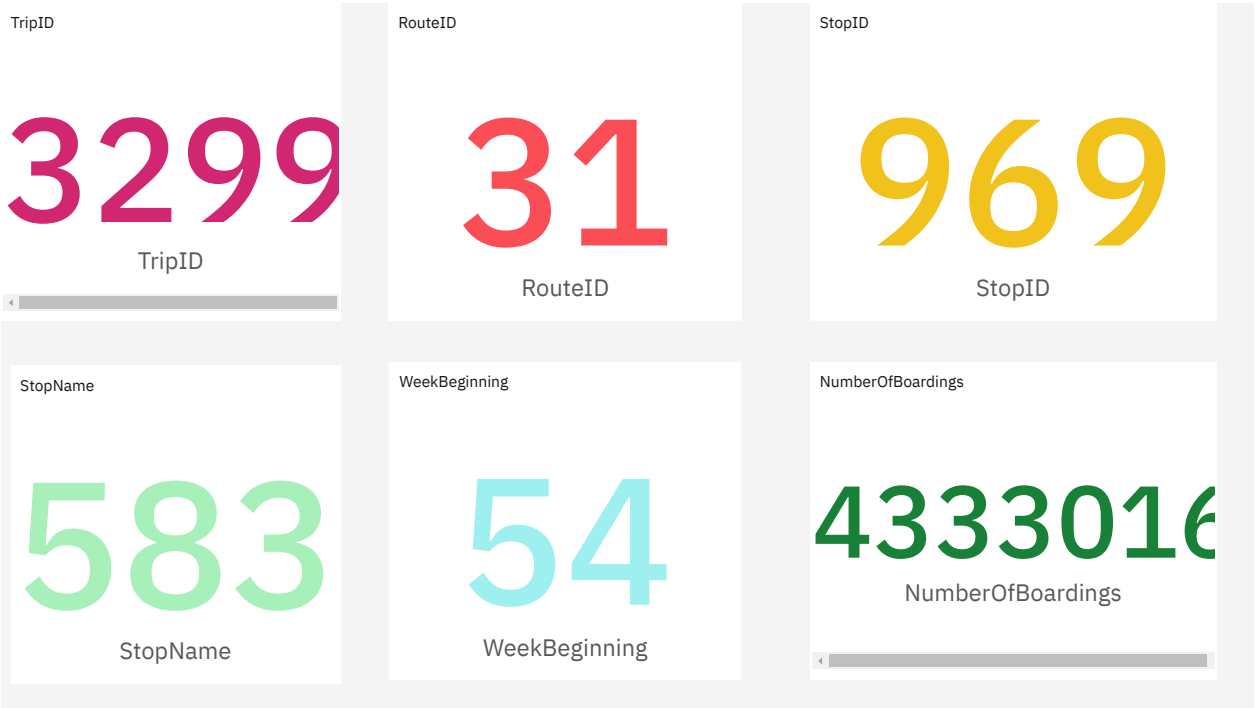 TripID
RouteID
StopID
3299
31
969
TripID
RouteID
StopID
StopName
WeekBeginning
NumberOfBoardings
583
54
4333016
StopName
WeekBeginning
NumberOfBoardings